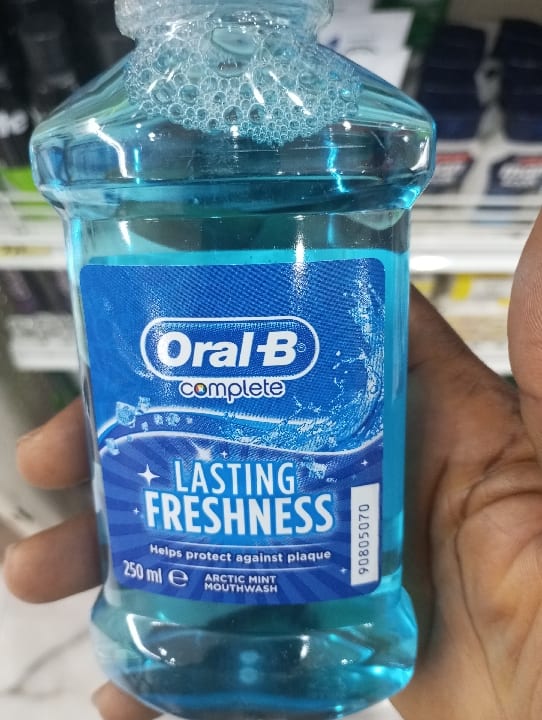 Oral-B
complete
LASTING
FRESHNESS
Helps protect against plaque
250 ml e
ARCTIC MINT
MOUTHWASH
90805070